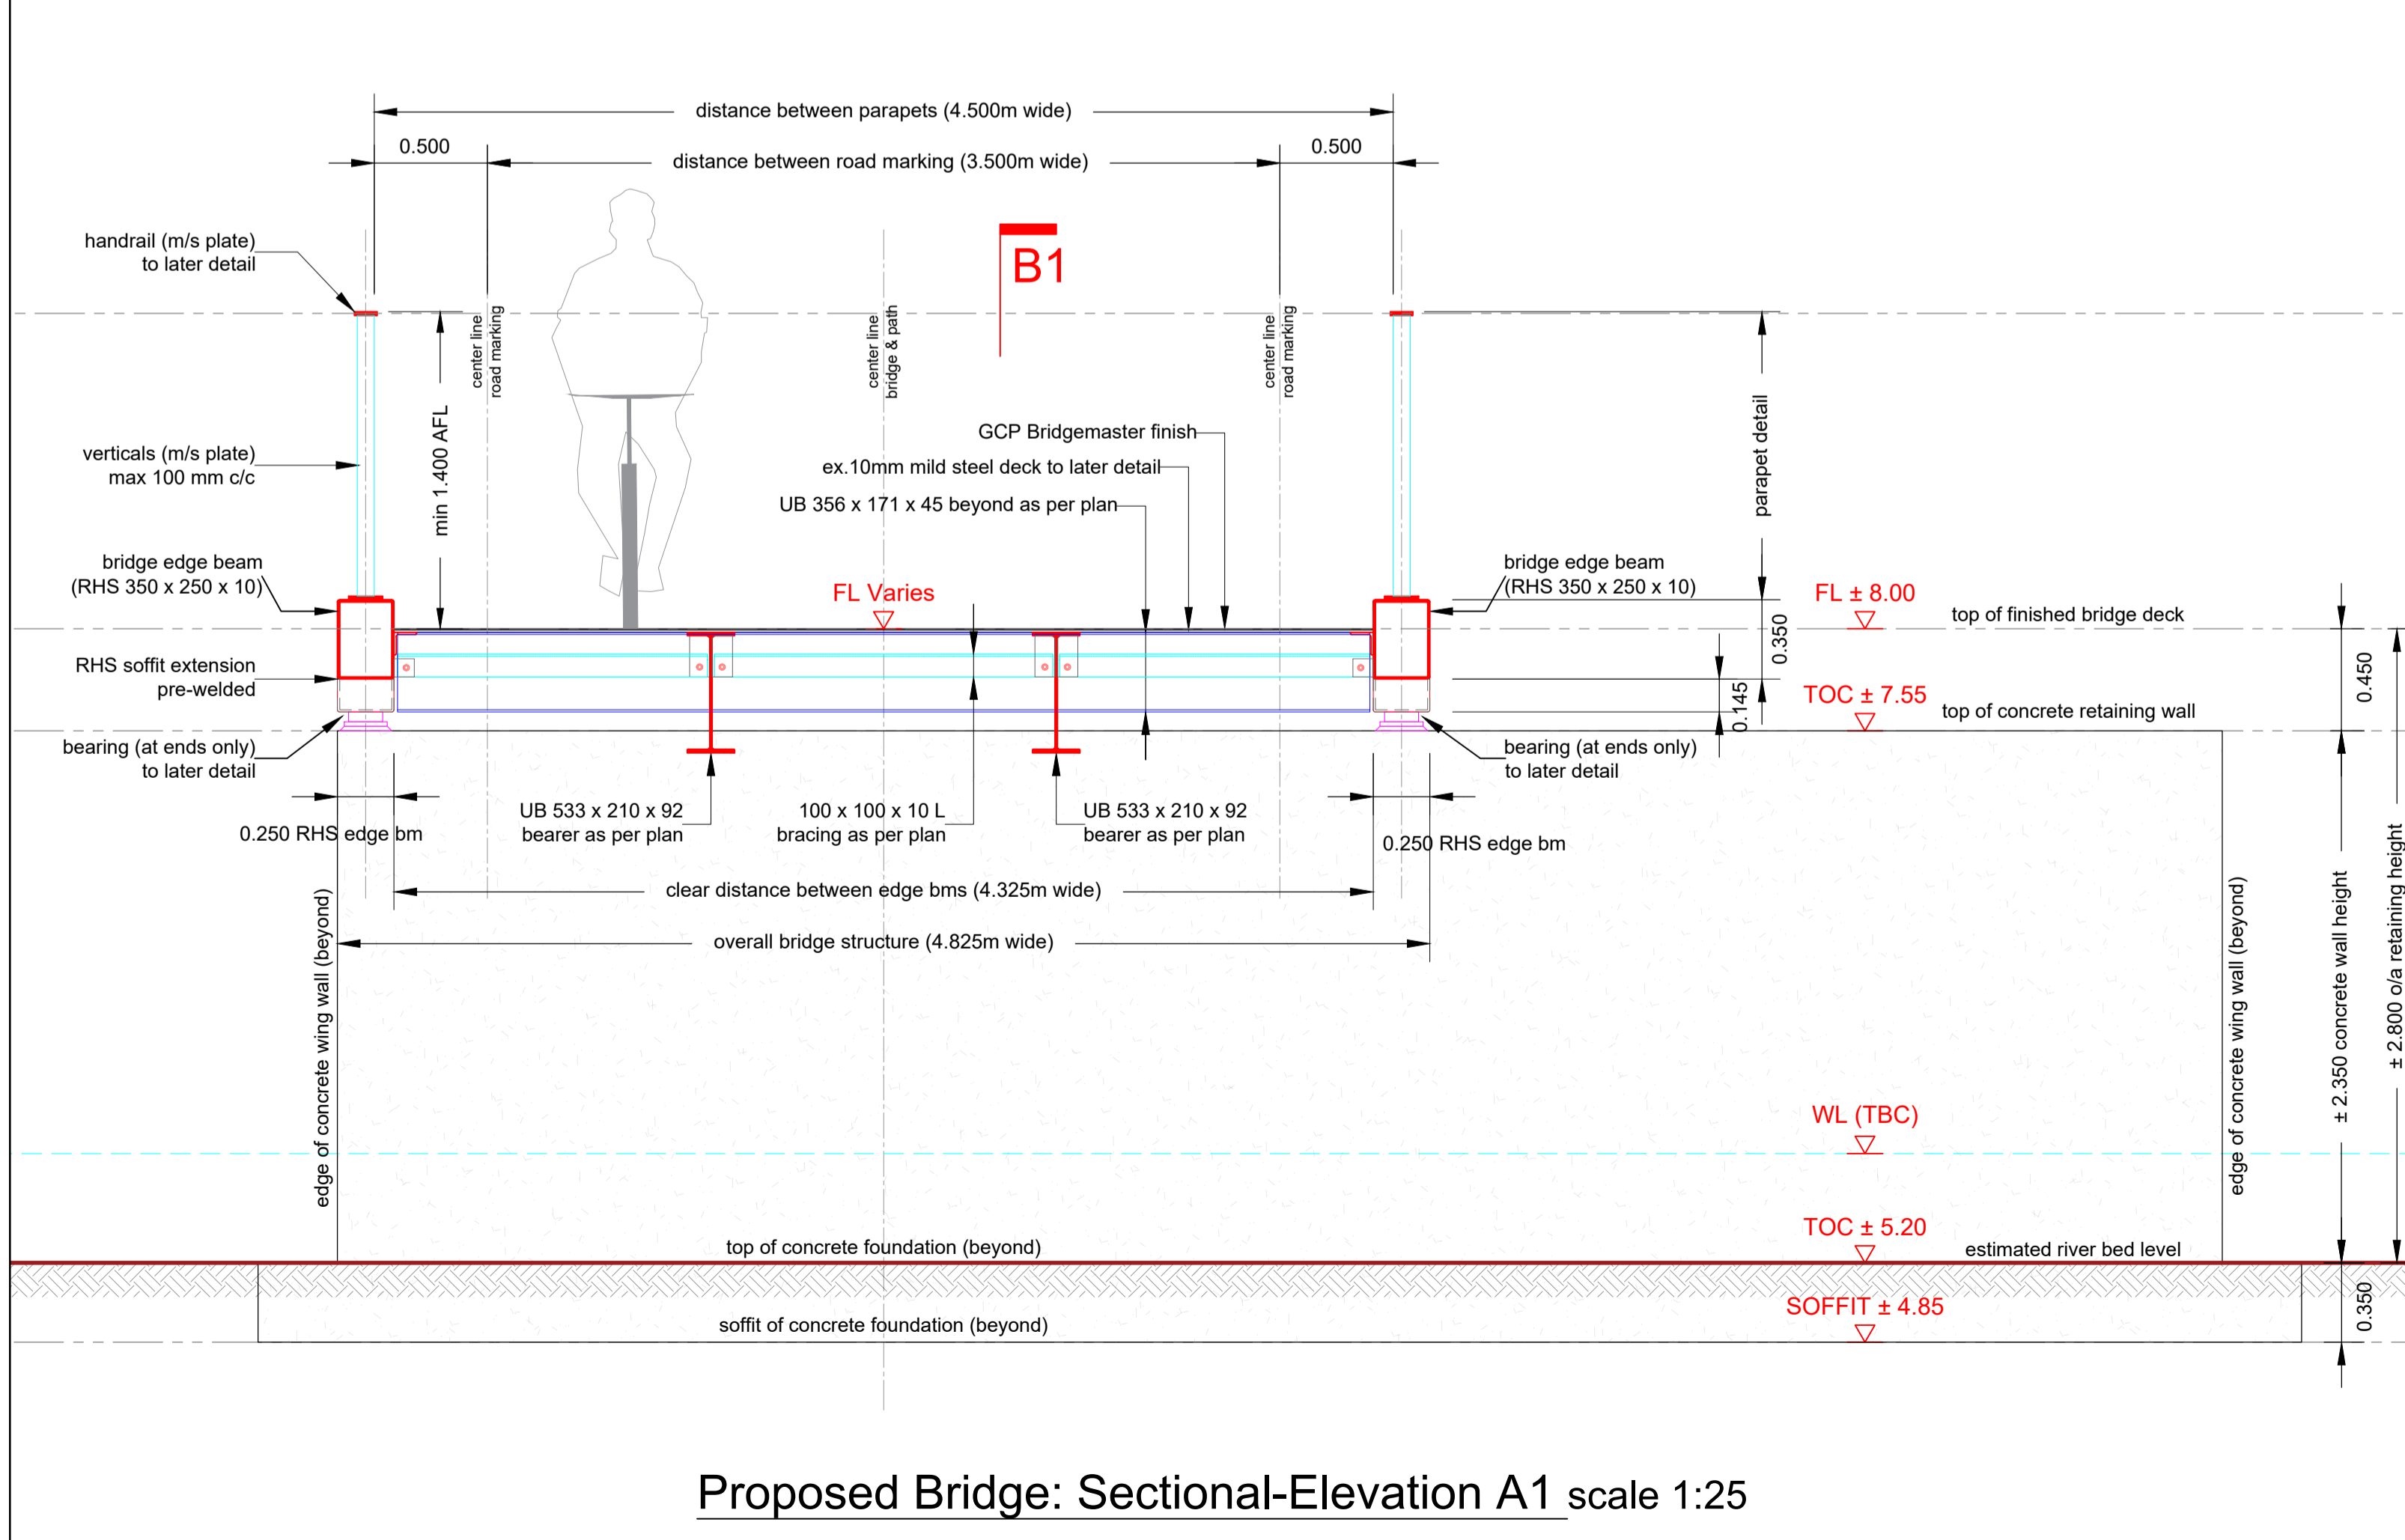 distance between parapets (4.500m wide)
0.500
distance between road marking (3.500m wide)
0.500
handrail (m/s plate)
to later detail
B1
center line
road marking
center line
bridge & path
center line
road marking
min 1.400 AFL
parapet detail
verticals (m/s plate)
max 100 mm c/c
GCP Bridgemaster finish
ex.10mm mild steel deck to later detail
UB 356 x 171 x 45 beyond as per plan
bridge edge beam
(RHS 350 x 250 x 10)
FL Varies
bridge edge beam
(RHS 350 x 250 x 10)
FL ± 8.00
top of finished bridge deck
0.350
0.450
RHS soffit extension
pre-welded
0.145
TOC ± 7.55
top of concrete retaining wall
bearing (at ends only)
to later detail
bearing (at ends only)
to later detail
UB 533 x 210 x 92
bearer as per plan
100 x 100 x 10 L
bracing as per plan
UB 533 x 210 x 92
bearer as per plan
0.250 RHS edge bm
0.250 RHS edge bm
clear distance between edge bms (4.325m wide)
overall bridge structure (4.825m wide)
edge of concrete wing wall (beyond)
edge of concrete wing wall (beyond)
± 2.350 concrete wall height
± 2.800 o/a retaining height
WL (TBC)
TOC ± 5.20
top of concrete foundation (beyond)
estimated river bed level
SOFFIT ± 4.85
soffit of concrete foundation (beyond)
0.350
Proposed Bridge: Sectional-Elevation A1 scale 1:25